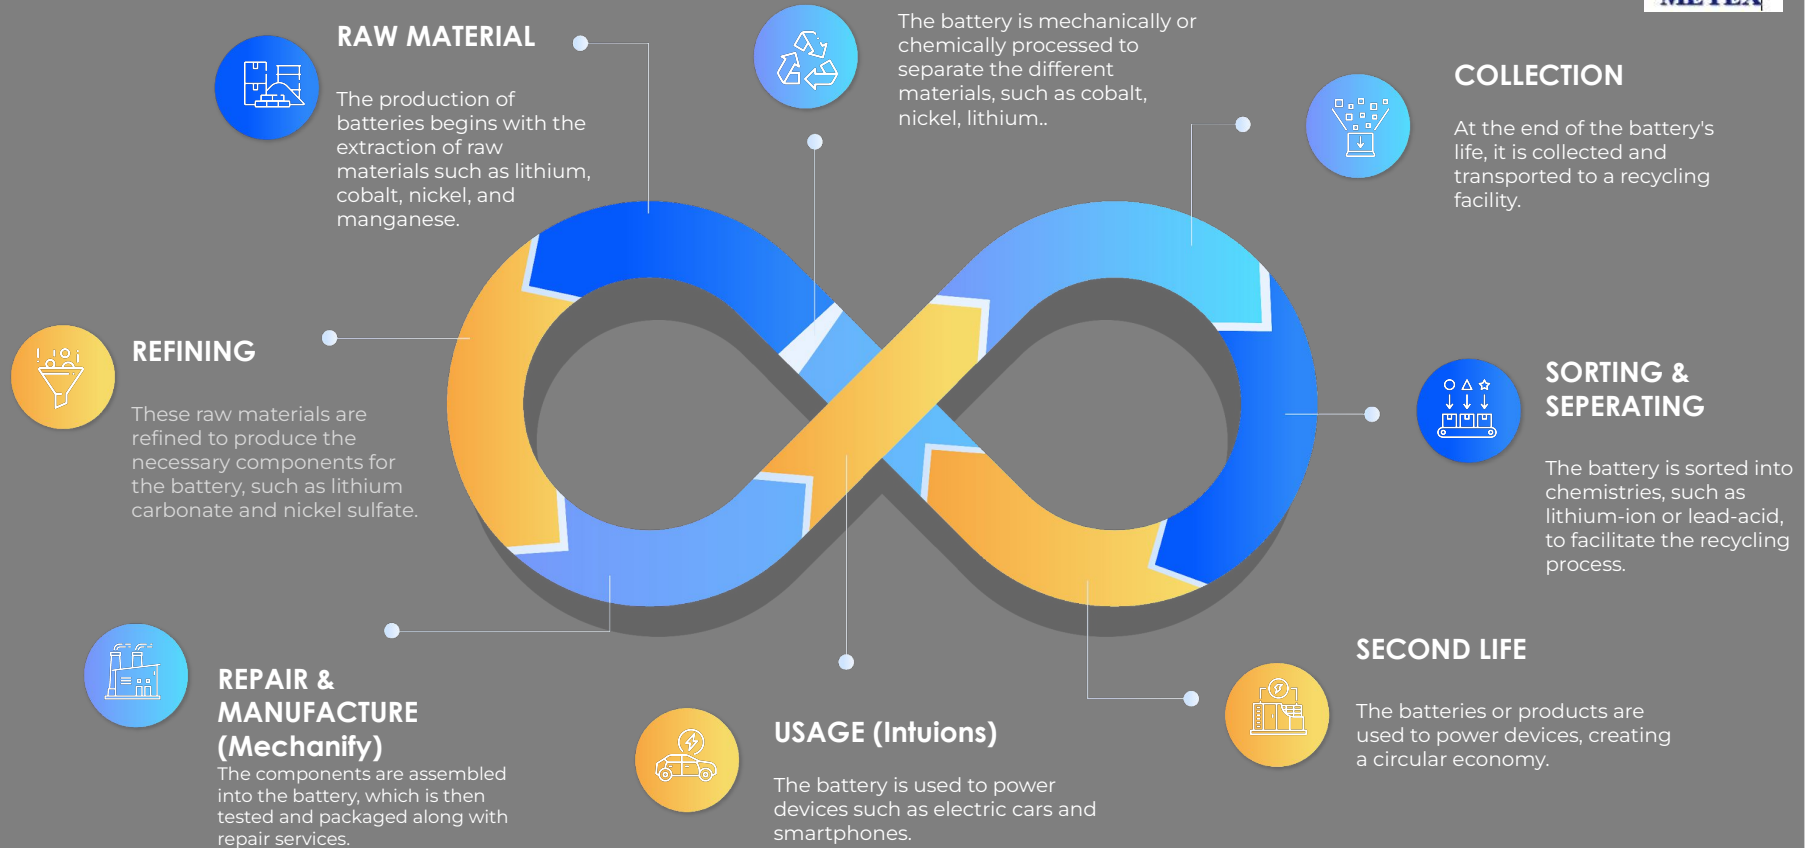 RAW MATERIAL
The production of
batteries begins with the
extraction of raw
materials such as lithium,
cobalt, nickel, and
manganese.
The battery is mechanically or
chemically processed to
separate the different
materials, such as cobalt,
nickel, lithium..
COLLECTION
At the end of the battery's
life, it is collected and
transported to a recycling
facility.
REFINING
These raw materials are
refined to produce the
necessary components for
the battery, such as lithium
carbonate and nickel sulfate.
SORTING &
SEPERATING
The battery is sorted into
chemistries, such as
lithium-ion or lead-acid,
to facilitate the recycling
process.
REPAIR &
MANUFACTURE
(Mechanify)
The components are assembled
into the battery, which is then
tested and packaged along with
repair services.
USAGE (Intuions)
The battery is used to power
devices such as electric cars and
smartphones.
SECOND LIFE
The batteries or products are
used to power devices, creating
a circular economy.